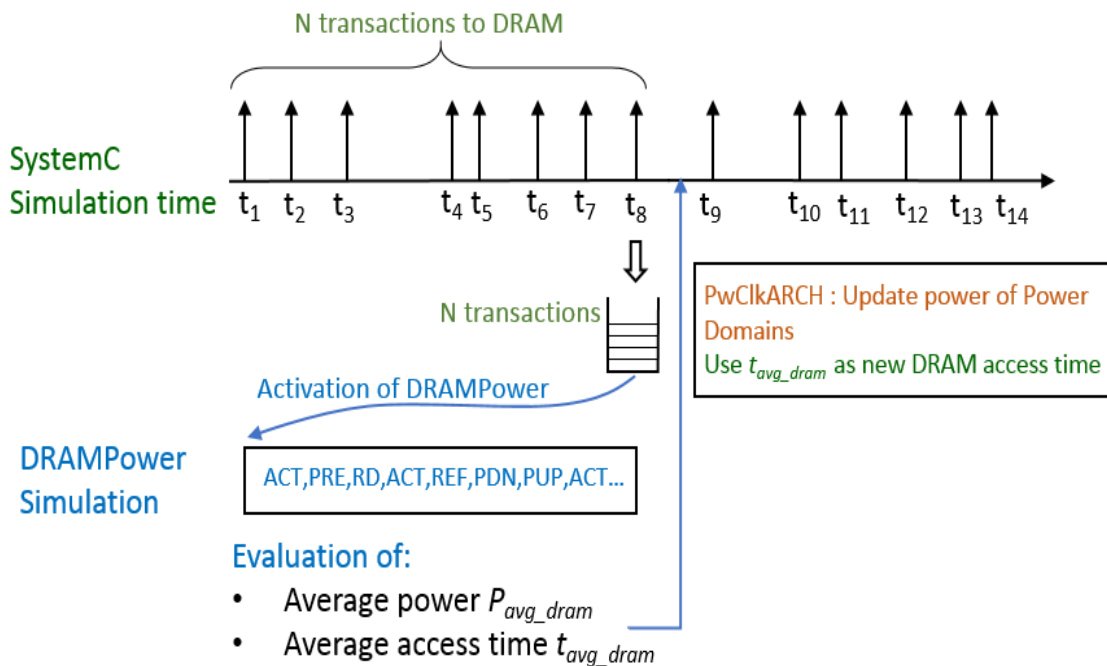 N transactions to DRAM
SystemC
Simulation time
t1 t2 t3 t4 t5 t6 t7 t8 t9 t10 t11 t12 t13 t14
N transactions
PwClkARCH : Update power of Power
Domains
Use tavg_dram as new DRAM access time
Activation of DRAMPower
DRAMPower
Simulation
ACT,PRE,RD,ACT,REF,PDN,PUP,ACT...
Evaluation of:
• Average power Pavg_dram
• Average access time tavg_dram